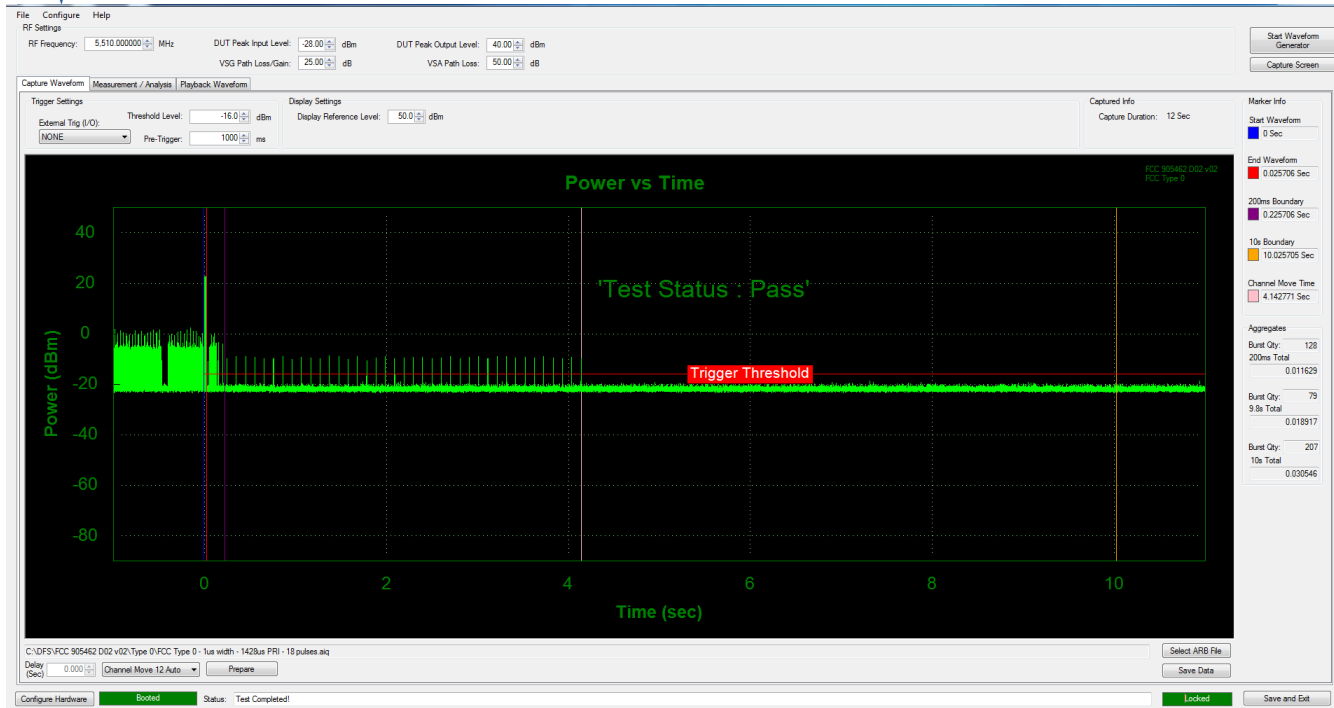 File Configure Help
RF Settings
RF Frequency: 5,510.000000 MHz DUT Peak Input Level: -28.00 dBm DUT Peak Output Level: 40.00 dBm
VSG Path Loss/Gain: 25.00 dB VSA Path Loss: 50.00 dB
Start Waveform
Generator
Capture Screen
Capture Waveform Measurement / Analysis Playback Waveform
Trigger Settings
External Trig (I/O):
NONE
Threshold Level: -16.0 dBm
Pre-Trigger: 1000 ms
Display Settings
Display Reference Level: 50.0 dBm
Captured Info
Capture Duration: 12 Sec
Marker Info
Start Waveform
0 Sec
End Waveform
0.025706 Sec
200ms Boundary
0.225706 Sec
10s Boundary
10.025705 Sec
Channel Move Time
4.142771 Sec
Aggregates
Burst Qty: 128
200ms Total
0.011629
Burst Qty: 79
9.8s Total
0.018917
Burst Qty: 207
10s Total
0.030546
Power vs Time
FCC 905462 D02 v02
FCC Type 0
'Test Status : Pass'
Trigger Threshold
Power (dBm)
40
20
0
-20
-40
-60
-80
0 2 4 6 8 10
Time (sec)
C:\DFS\FCC 905462 D02 v02\Type 0\FCC Type 0 - 1us width - 1428us PRI - 18 pulses.aiq
Select ARB File
Delay
(Sec) 0.000 Channel Move 12 Auto Prepare
Save Data
Configure Hardware Booted Status: Test Completed! Locked Save and Exit